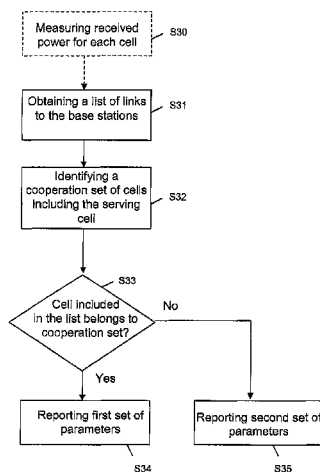 Measuring received
power for each cell
S30
Obtaining a list of links
to the base stations
S31
Identifying a
cooperation set of cells
including the serving
cell
S32
S33
Cell included
in the list belongs to
cooperation set?
No
Yes
Reporting first set of
parameters
Reporting second set of
parameters
S34
S35